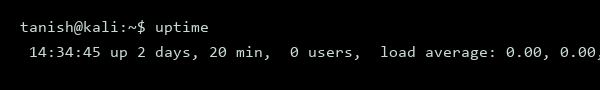 tanish@kali:~$ uptime
14:34:45 up 2 days, 20 min,  0 users,  load average: 0.00, 0.00,